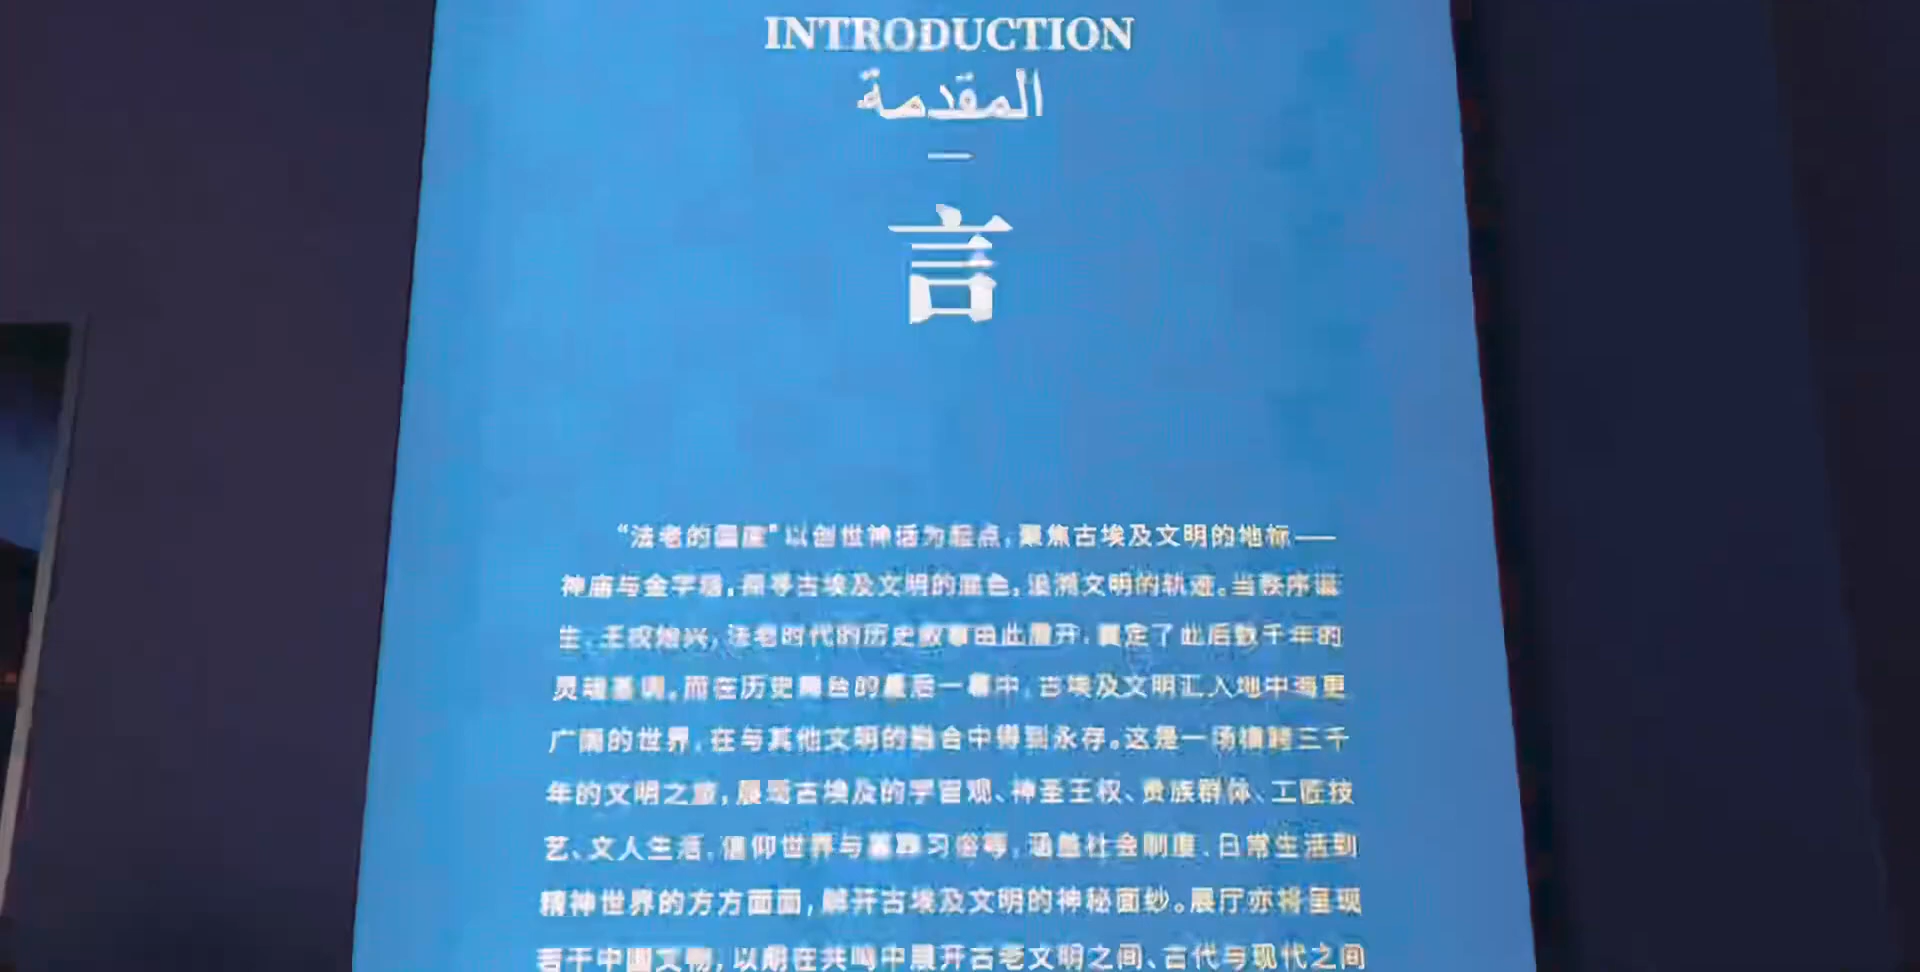 INTRODUCTION
المقدمة
言
“法老的国度”以创世神话为起点，聚焦古埃及文明的地标——
神庙与金字塔，探寻古埃及文明的底色，追溯文明的轨迹。当秩序诞
生、王权始兴，法老时代的历史叙事由此展开，奠定了此后数千年的
灵魂基调。而在历史舞台的最后一幕中，古埃及文明汇入地中海更
广阔的世界，在与其他文明的融合中得到永存。这是一场横跨三千
年的文明之旅，展现古埃及的宇宙观、神圣王权、贵族群体、工匠技
艺、文人生活、信仰世界与墓葬习俗等，涵盖社会制度、日常生活到
精神世界的方方面面，解开古埃及文明的神秘面纱。展厅亦将呈现
若干中国文物，以期在共鸣中展开古老文明之间、古代与现代之间